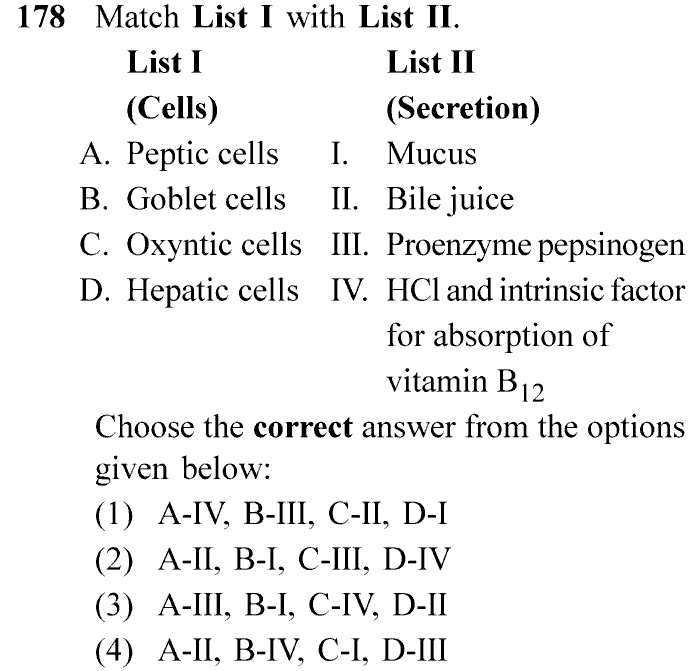 178 Match List I with List II.
List I List II
(Cells) (Secretion)
A. Peptic cells I. Mucus
B. Goblet cells II. Bile juice
C. Oxyntic cells III. Proenzyme pepsinogen
D. Hepatic cells IV. HCl and intrinsic factor
for absorption of
vitamin B12
Choose the correct answer from the options
given below:
(1) A-IV, B-III, C-II, D-I
(2) A-II, B-I, C-III, D-IV
(3) A-III, B-I, C-IV, D-II
(4) A-II, B-IV, C-I, D-III